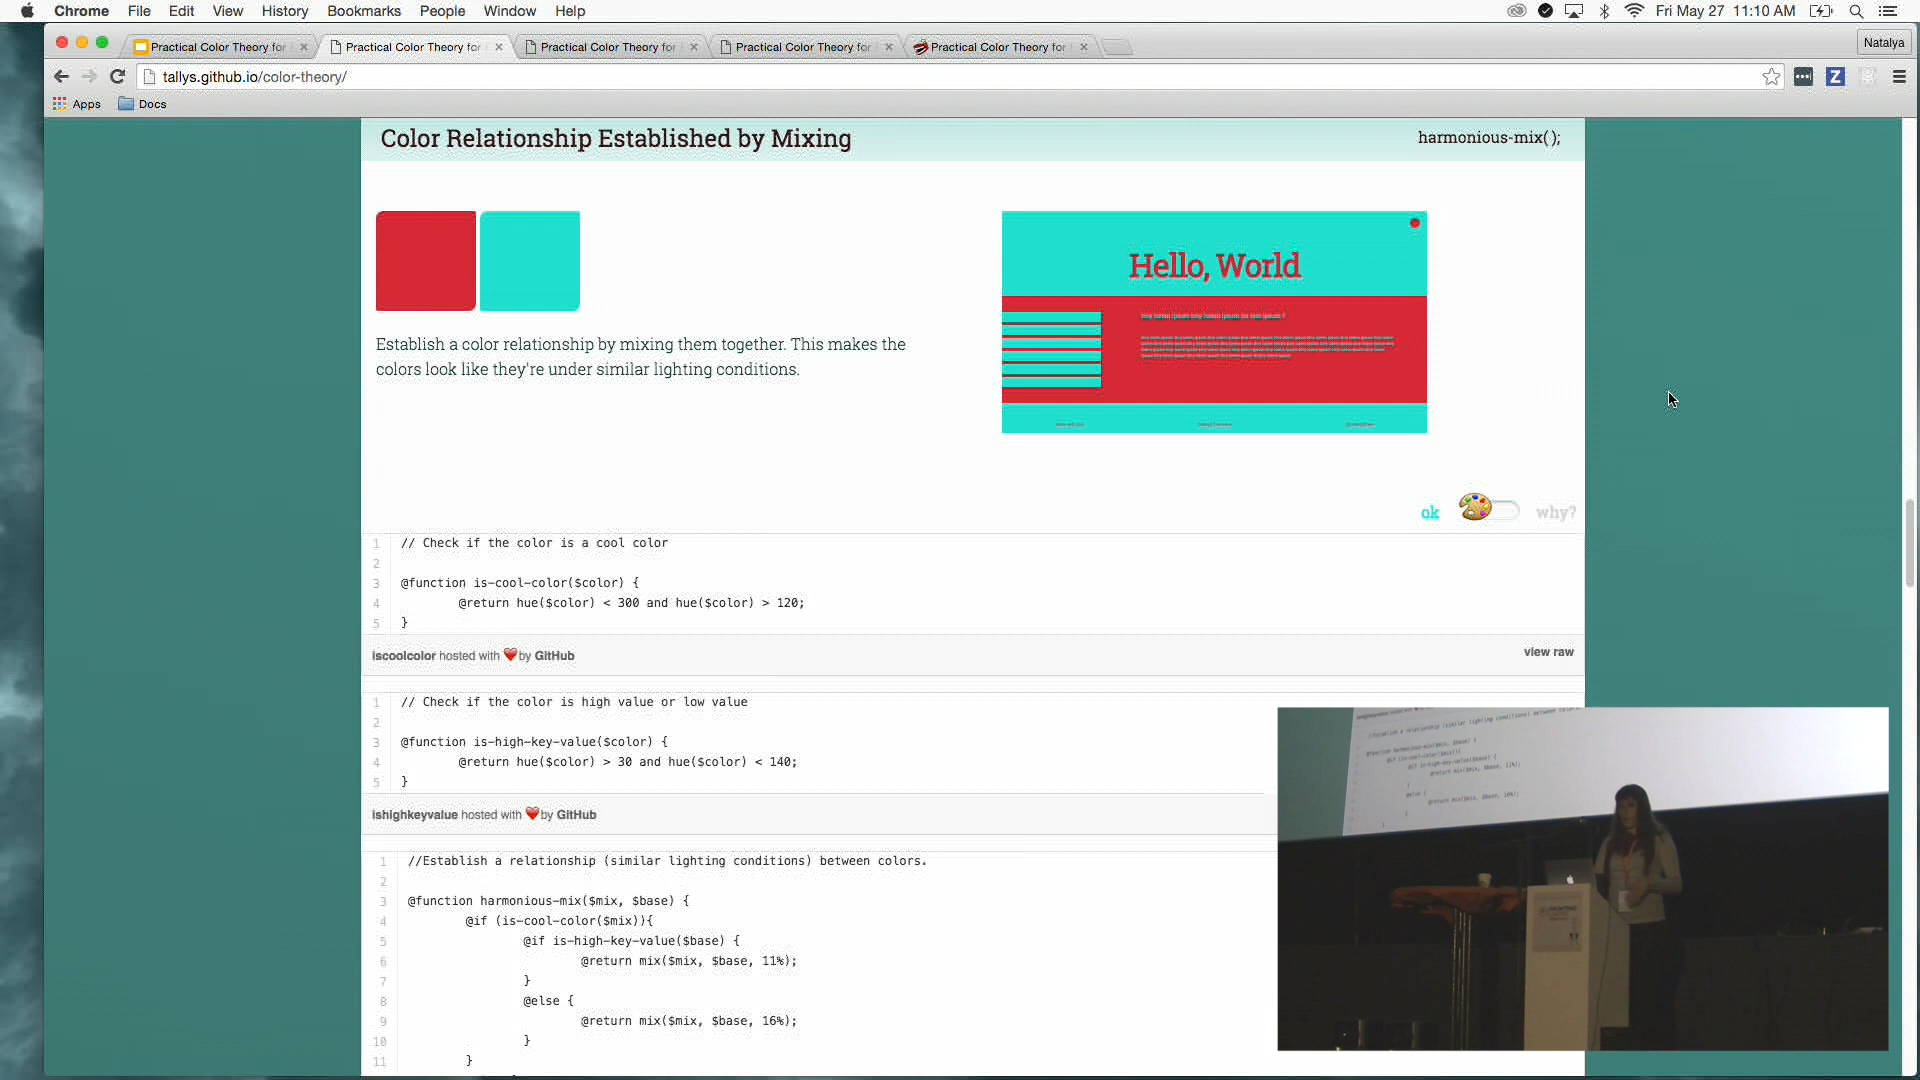 Chrome File Edit View History Bookmarks People Window Help Fri May 27 11:10 AM
Practical Color Theory for Practical Color Theory for Practical Color Theory for Practical Color Theory for Practical Color Theory for Natalya
tallys.github.io/color-theory/ Z
Apps Docs
Color Relationship Established by Mixing harmonious-mix( );
Hello, World
Establish a color relationship by mixing them together. This makes the
colors look like they're under similar lighting conditions.
ok why?
1 // Check if the color is a cool color
2
3 @function is-cool-color($color) {
4 @return hue($color) < 300 and hue($color) > 120;
5 }
iscoolcolor hosted with ❤ by GitHub view raw
1 // Check if the color is high value or low value
2
3 @function is-high-key-value($color) {
4 @return hue($color) > 30 and hue($color) < 140;
5 }
ishighkeyvalue hosted with ❤ by GitHub
1 //Establish a relationship (similar lighting conditions) between colors.
2
3 @function harmonious-mix($mix, $base) {
4 @if (is-cool-color($mix)){
5 @if is-high-key-value($base) {
6 @return mix($mix, $base, 11%);
7 }
8 @else {
9 @return mix($mix, $base, 16%);
10 }
11 }